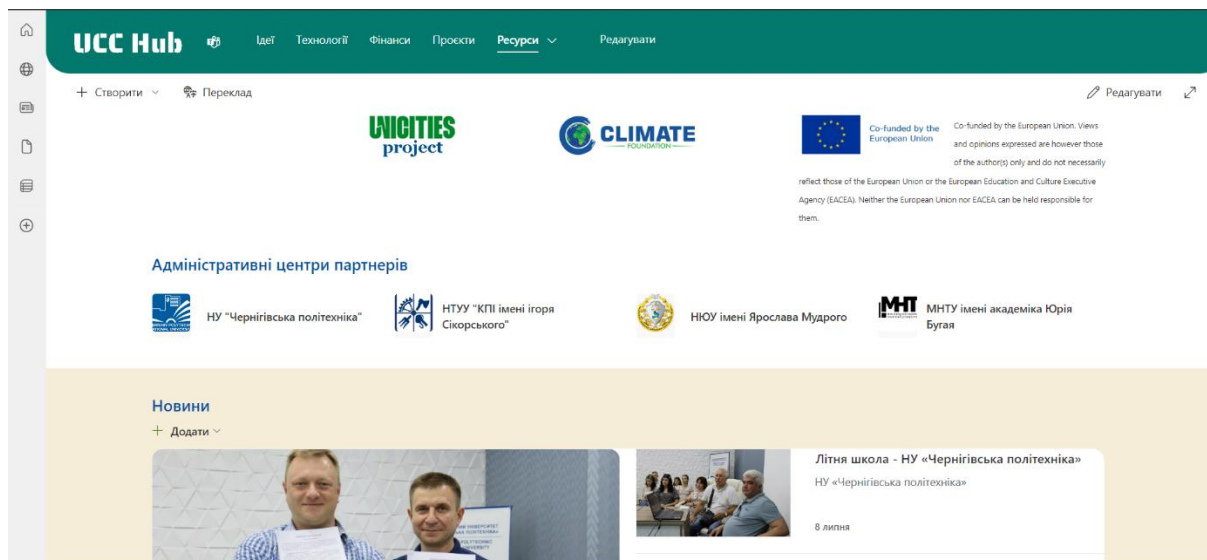 UCC Hub
Ідеї
Технології
Фінанси
Проєкти
Ресурси
Редагувати
Створити
Переклад
Редагувати
UNICITIES
project
CLIMATE
FOUNDATION
Co-funded by the
European Union
Co-funded by the European Union. Views
and opinions expressed are however those
of the author(s) only and do not necessarily
reflect those of the European Union or the European Education and Culture Executive
Agency (EACEA). Neither the European Union nor EACEA can be held responsible for
them.
Адміністративні центри партнерів
НУ "Чернігівська політехніка"
НТУУ "КПІ імені ігоря
Сікорського"
НЮУ імені Ярослава Мудрого
МНТУ
МНТУ імені академіка Юрія
Бугая
Новини
Додати
Літня школа - НУ «Чернігівська політехніка»
НУ «Чернігівська політехніка»
8 липня